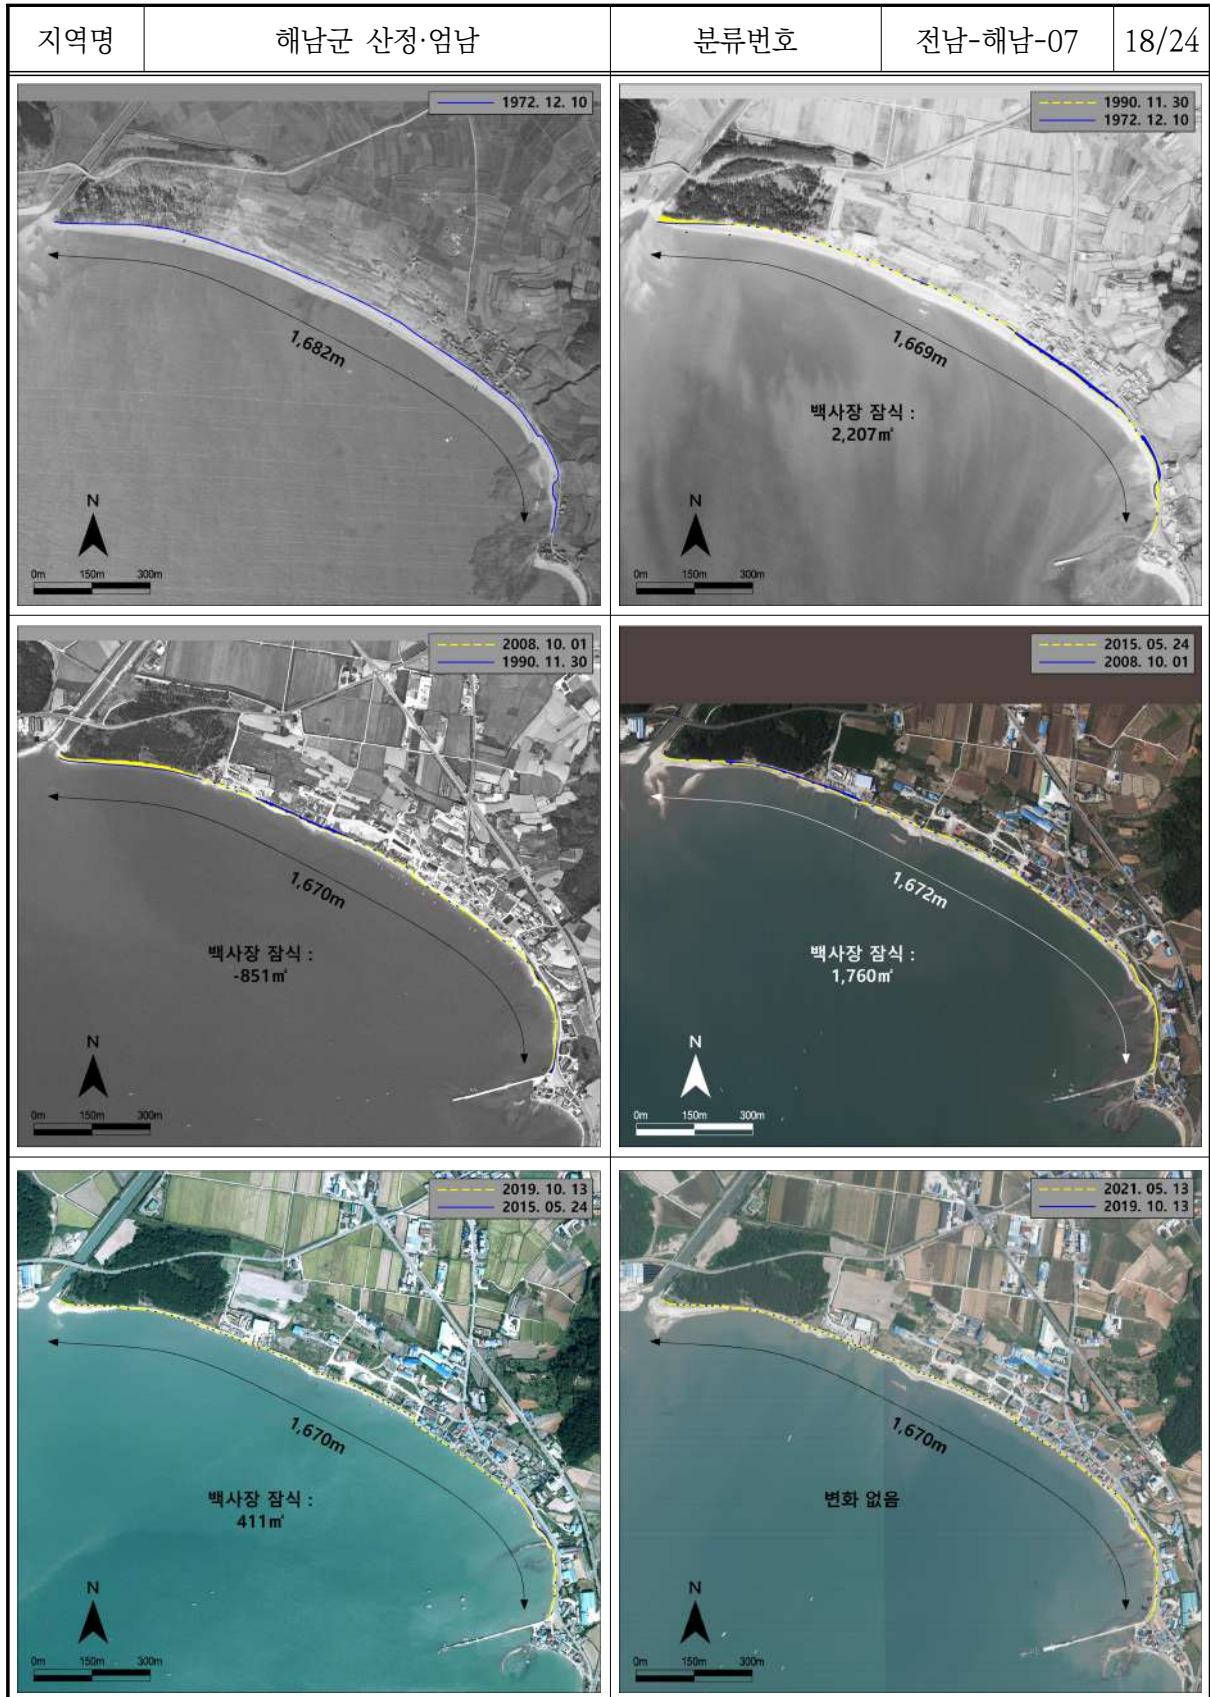 지역명 해남군 산정·엄남 분류번호 전남-해남-07 18/24
1972. 12. 10
1,682m
N
0m 150m 300m
1990. 11. 30
1972. 12. 10
1,669m
백사장 잠식 :
2,207㎡
N
0m 150m 300m
2008. 10. 01
1990. 11. 30
1,670m
백사장 잠식 :
-851㎡
N
0m 150m 300m
2015. 05. 24
2008. 10. 01
1,672m
백사장 잠식 :
1,760㎡
N
0m 150m 300m
2019. 10. 13
2015. 05. 24
1,670m
백사장 잠식 :
411㎡
N
0m 150m 300m
2021. 05. 13
2019. 10. 13
1,670m
변화 없음
N
0m 150m 300m